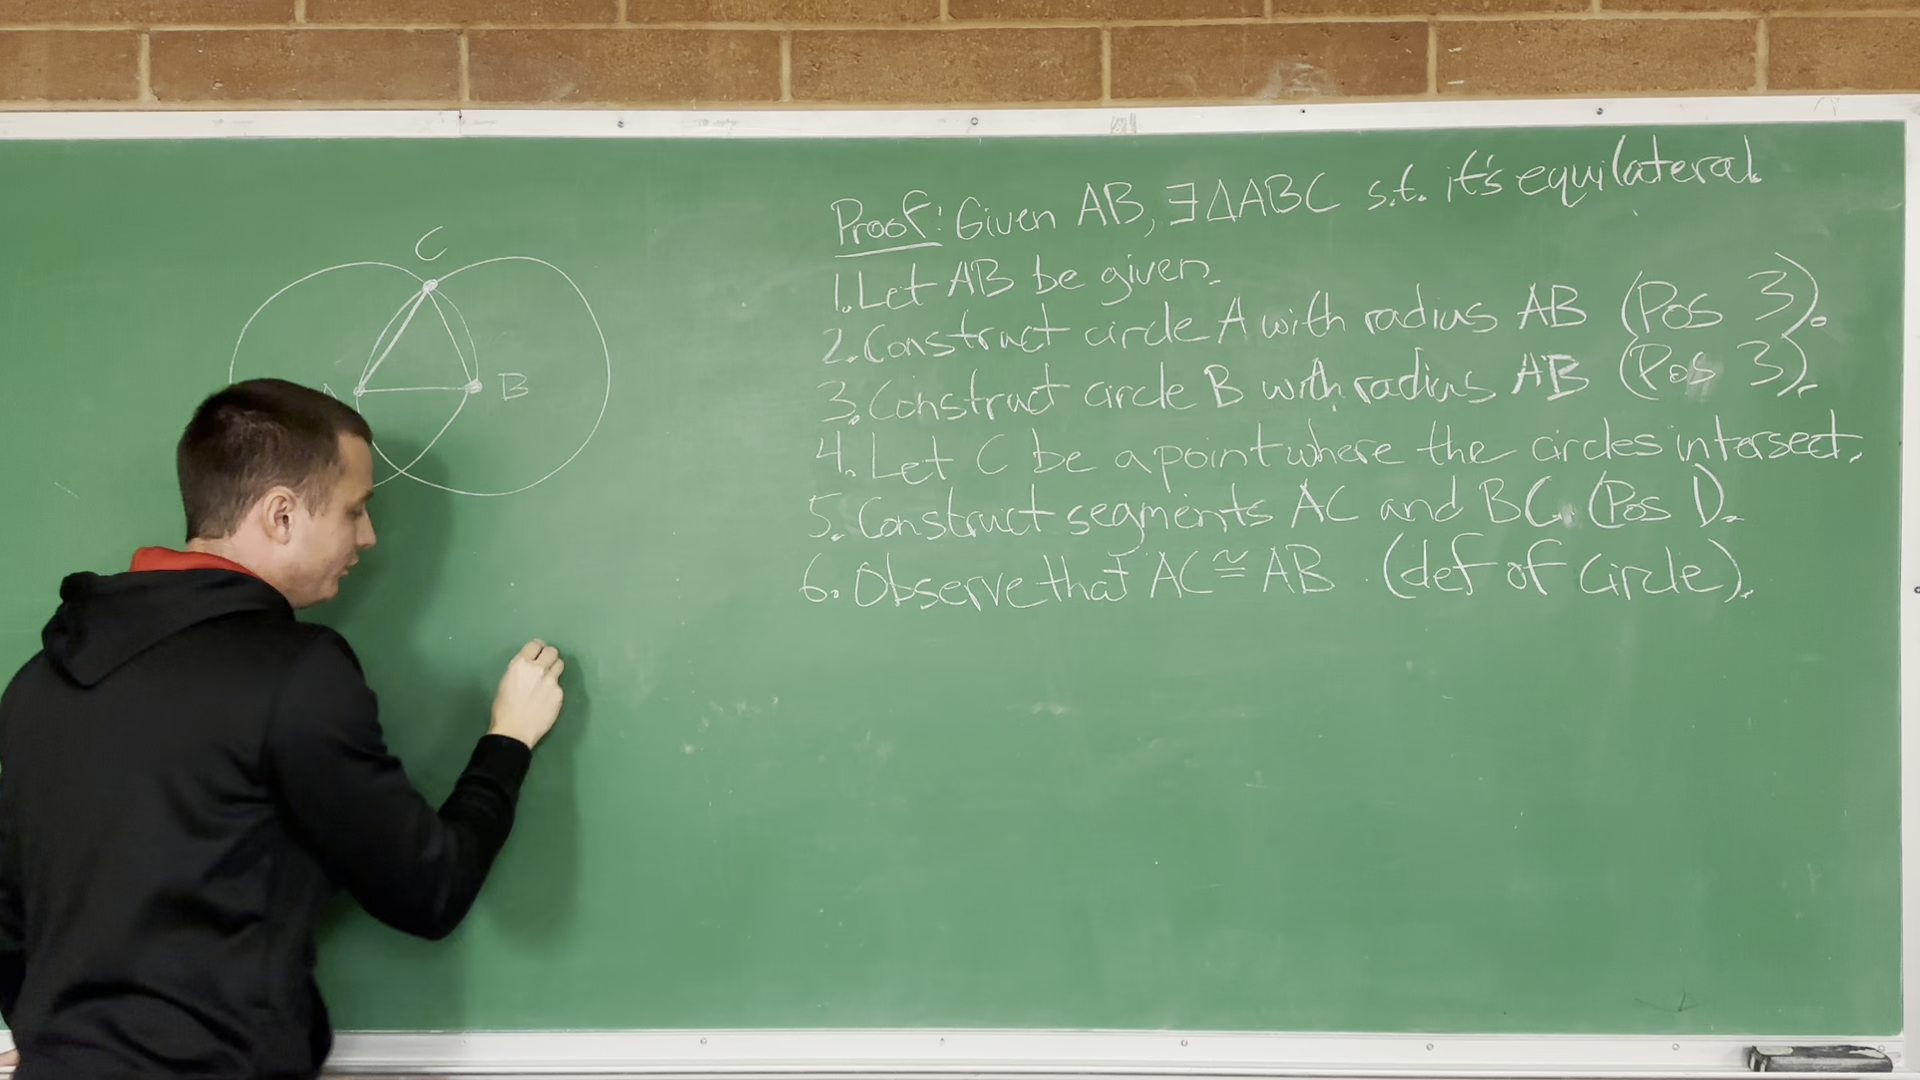 C
B
Proof: Given AB, ∃ΔABC s.t. it's equilateral.
1. Let AB be given.
2. Construct circle A with radius AB (Pos 3).
3. Construct circle B with radius AB (Pos 3).
4. Let C be a point where the circles intersect.
5. Construct segments AC and BC. (Pos 1).
6. Observe that AC ≅ AB (def of circle).